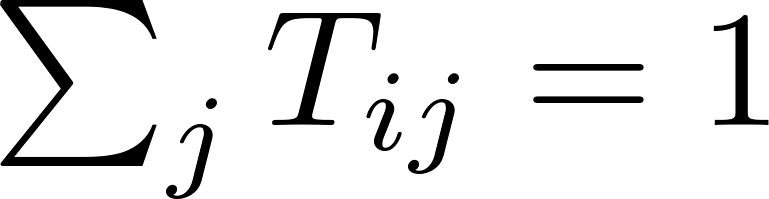 ∑_j T_{ij} = 1